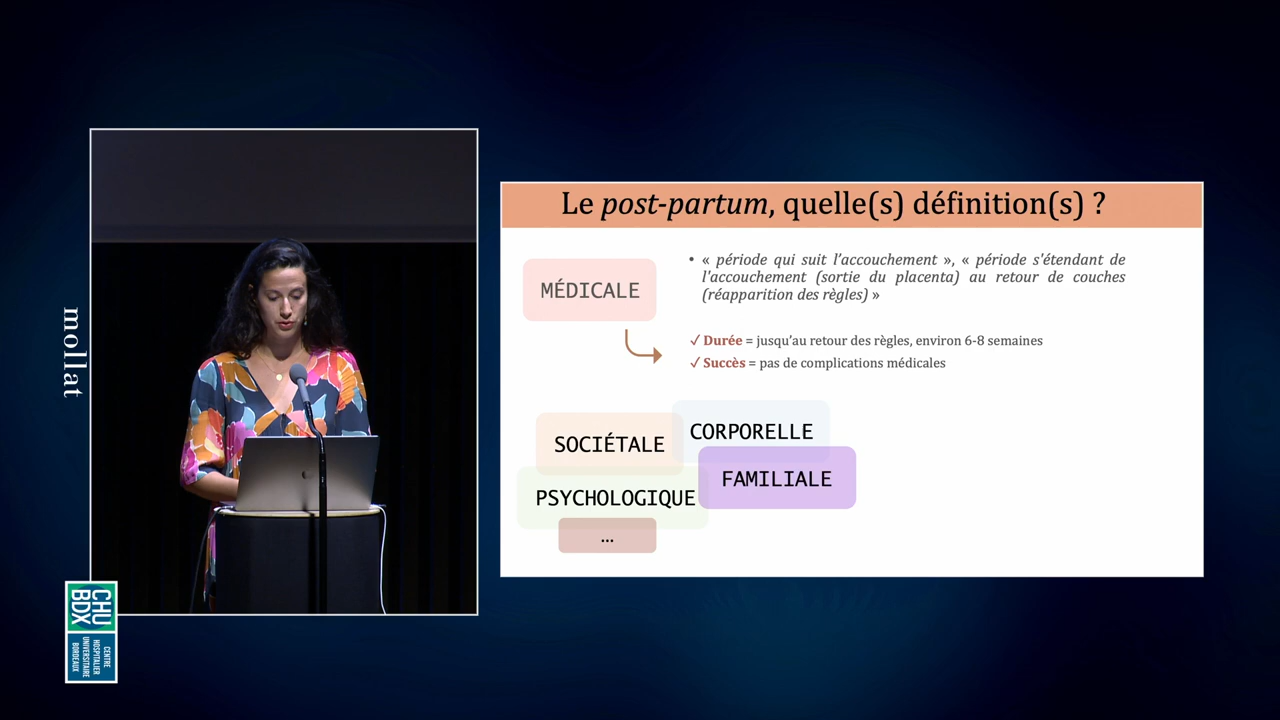 mollat
CHU
BDX
CENTRE
HOSPITALIER
UNIVERSITAIRE
BORDEAUX
Le post-partum, quelle(s) définition(s) ?
MÉDICALE
• « période qui suit l'accouchement », « période s'étendant de
l'accouchement (sortie du placenta) au retour de couches
(réapparition des règles) »
✓ Durée = jusqu'au retour des règles, environ 6-8 semaines
✓ Succès = pas de complications médicales
SOCIÉTALE
CORPORELLE
FAMILIALE
PSYCHOLOGIQUE
...